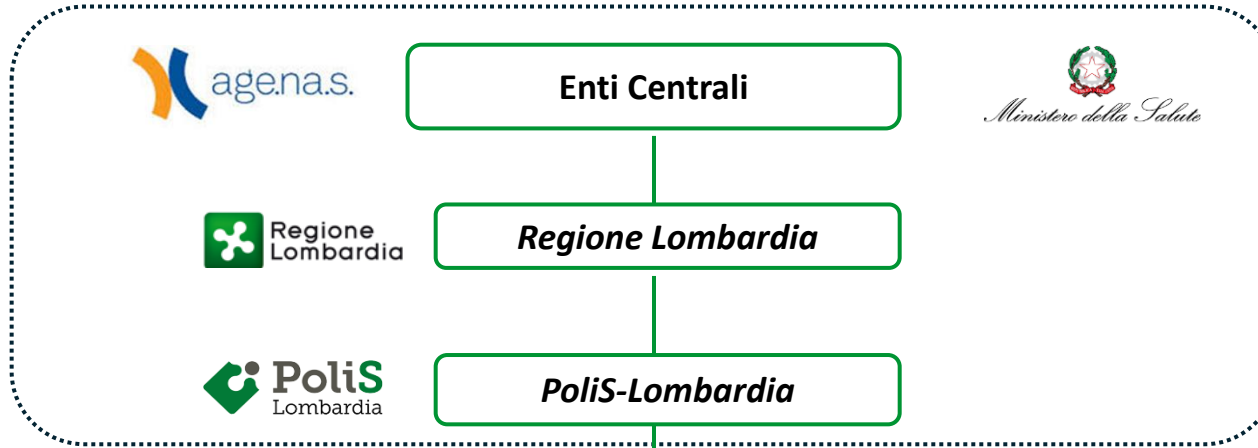 age.na.s.
Enti Centrali
Ministero della Salute
Regione
Lombardia
Regione Lombardia
PoliS
Lombardia
PoliS-Lombardia